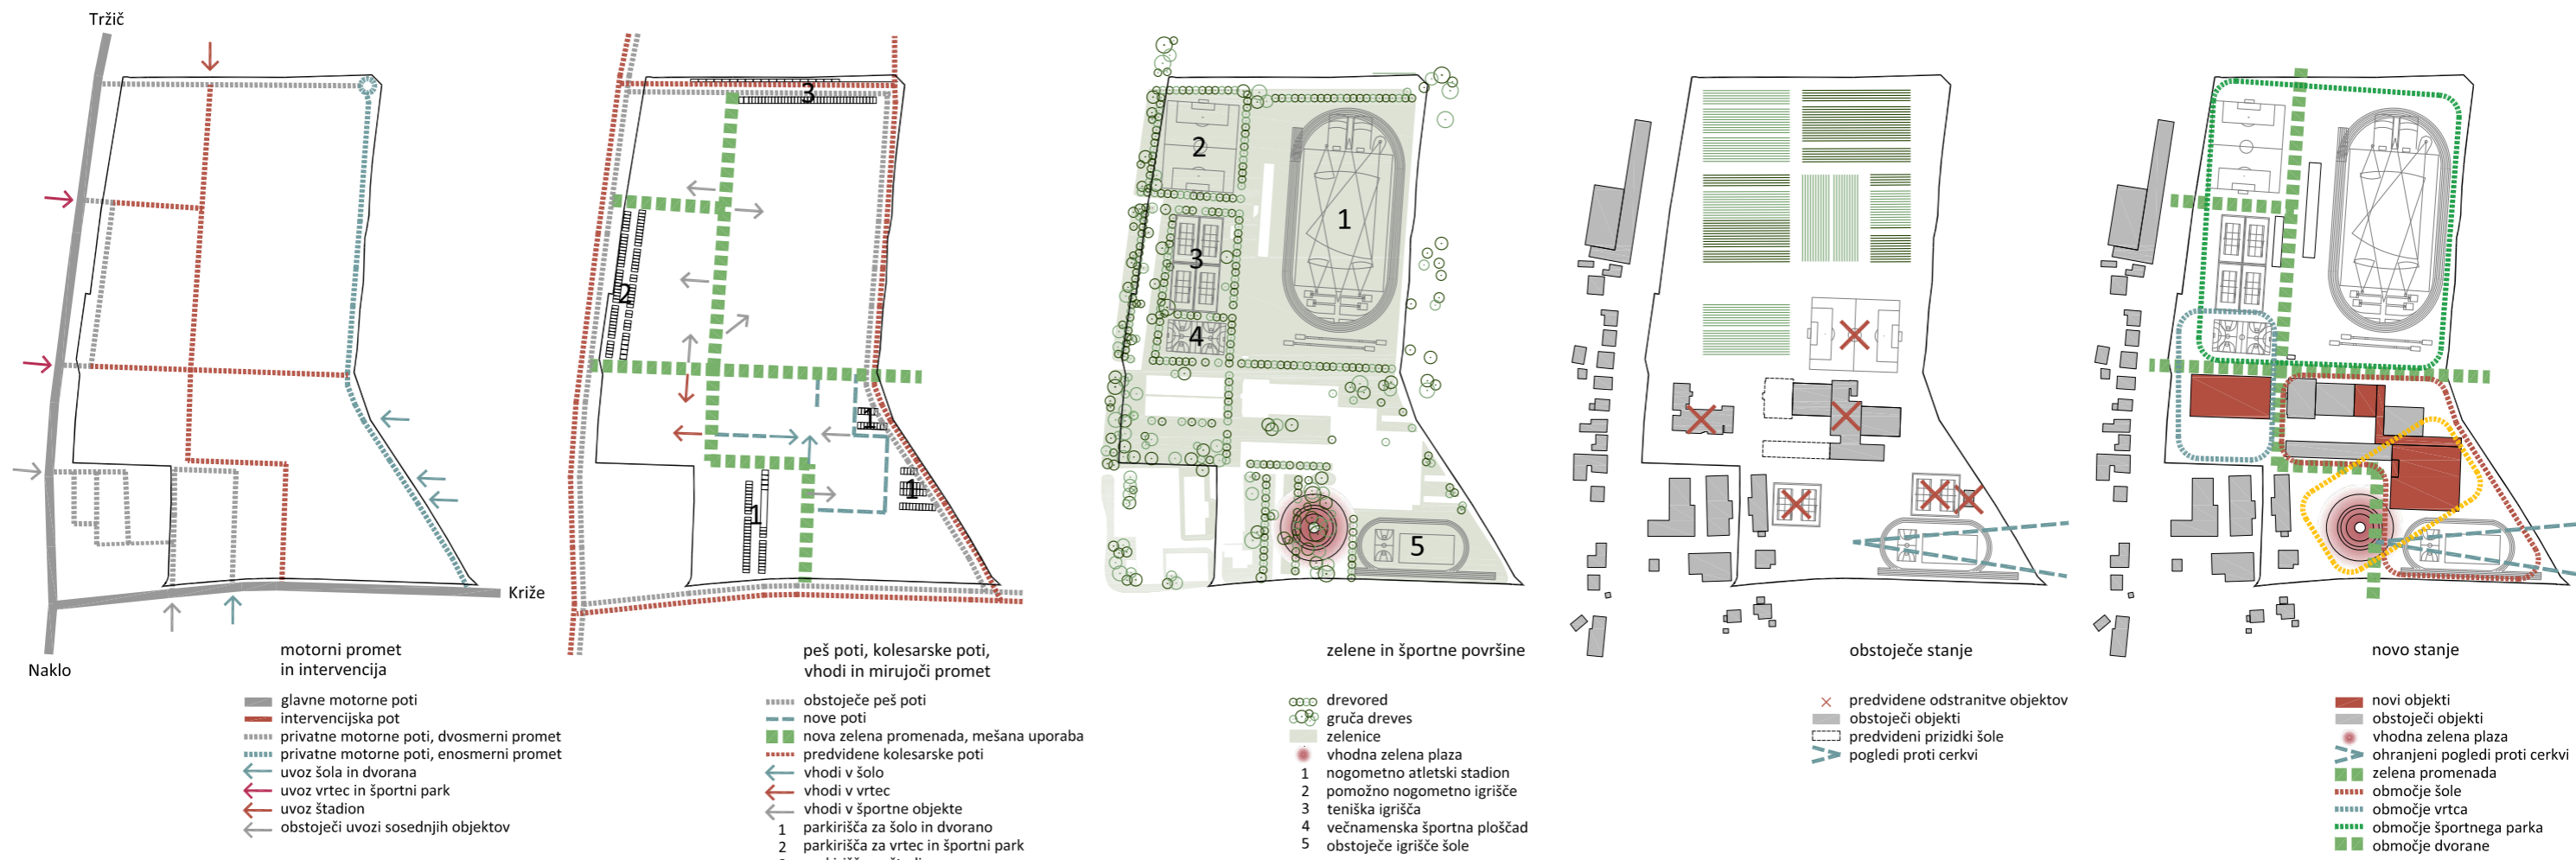 Tržič
Križe
Naklo
motorni promet
in intervencija
glavne motorne poti
intervencijska pot
privatne motorne poti, dvosmerni promet
privatne motorne poti, enosmerni promet
uvoz šola in dvorana
uvoz vrtec in športni park
uvoz štadion
obstoječi uvozi sosednjih objektov
3
2
1
1
1
peš poti, kolesarske poti,
vhodi in mirujoči promet
obstoječe peš poti
nove poti
nova zelena promenada, mešana uporaba
predvidene kolesarske poti
vhodi v šolo
vhodi v vrtec
vhodi v športne objekte
1 parkirišča za šolo in dvorano
2 parkirišča za vrtec in športni park
2
1
3
4
5
zelene in športne površine
drevored
gruča dreves
zelenice
vhodna zelena plaza
1 nogometno atletski stadion
2 pomožno nogometno igrišče
3 teniška igrišča
4 večnamenska športna ploščad
5 obstoječe igrišče šole
obstoječe stanje
predvidene odstranitve objektov
obstoječi objekti
predvideni prizidki šole
pogledi proti cerkvi
novo stanje
novi objekti
obstoječi objekti
vhodna zelena plaza
ohranjeni pogledi proti cerkvi
zelena promenada
območje šole
območje vrtca
območje športnega parka
območje dvorane